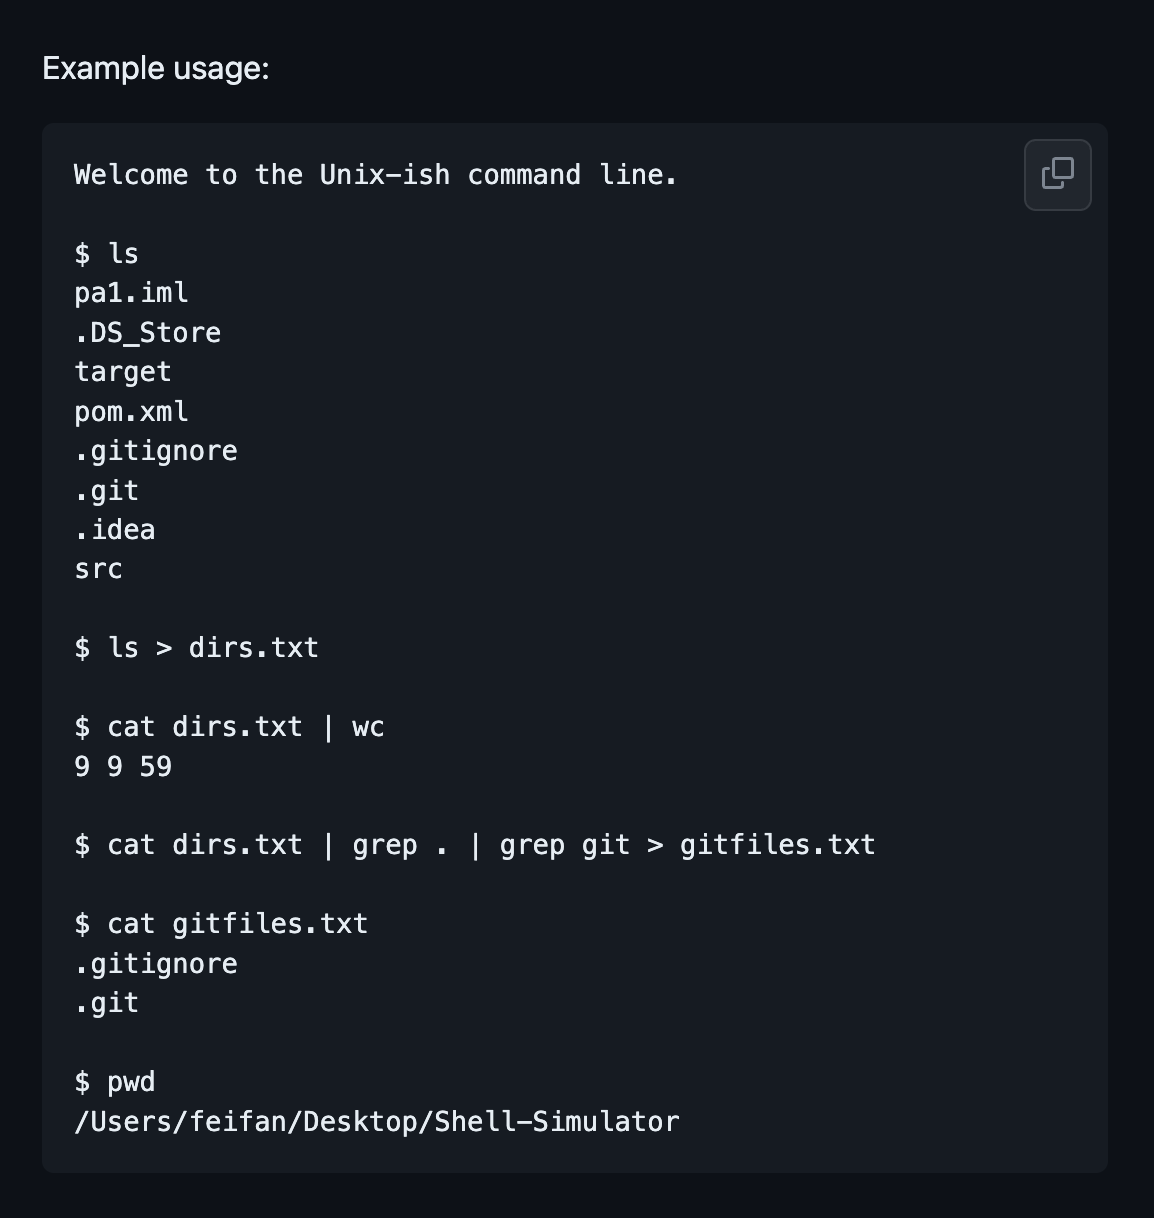 Example usage:
Welcome to the Unix-ish command line.
$ ls
pa1.iml
.DS_Store
target
pom.xml
.gitignore
.git
.idea
src
$ ls > dirs.txt
$ cat dirs.txt | wc
9 9 59
$ cat dirs.txt | grep . | grep git > gitfiles.txt
$ cat gitfiles.txt
.gitignore
.git
$ pwd
/Users/feifan/Desktop/Shell-Simulator